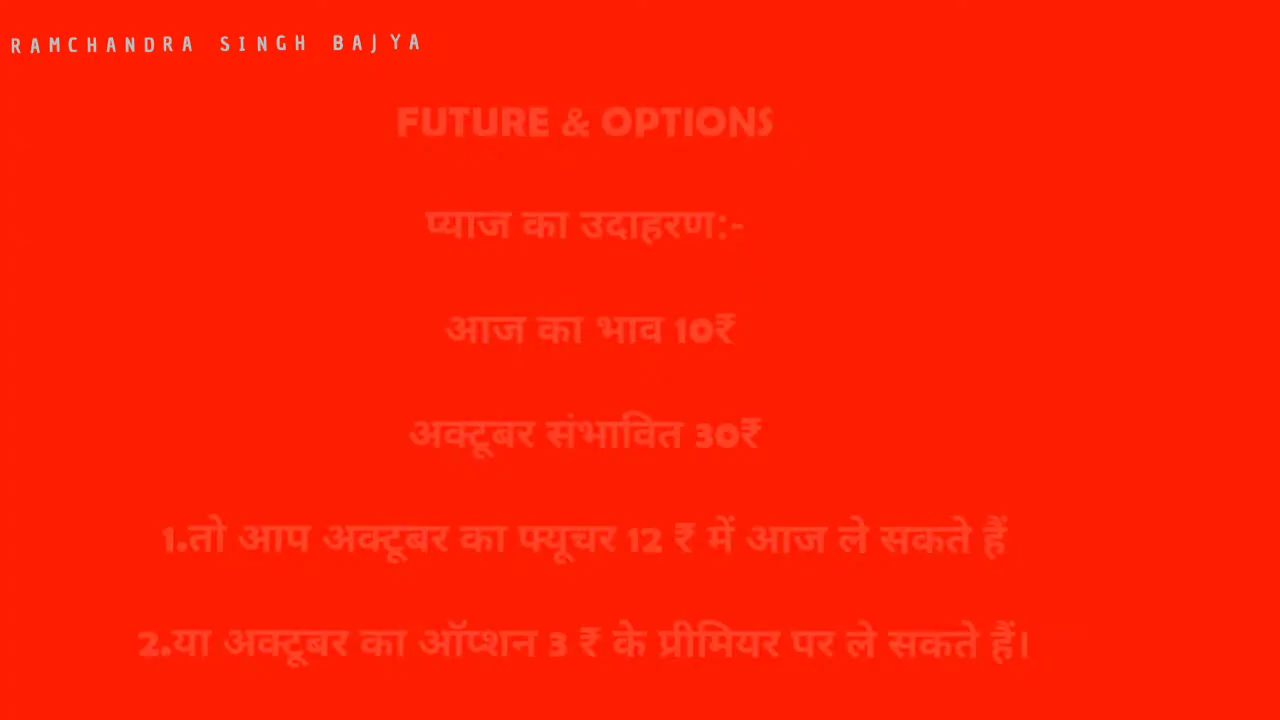 RAMCHANDRA SINGH BAJYA
FUTURE & OPTIONS
प्याज का उदाहरण:-
आज का भाव 10₹
अक्टूबर संभावित 30₹
1.तो आप अक्टूबर का फ्यूचर 12 ₹ में आज ले सकते हैं
2.या अक्टूबर का ऑप्शन 3 ₹ के प्रीमियर पर ले सकते हैं।